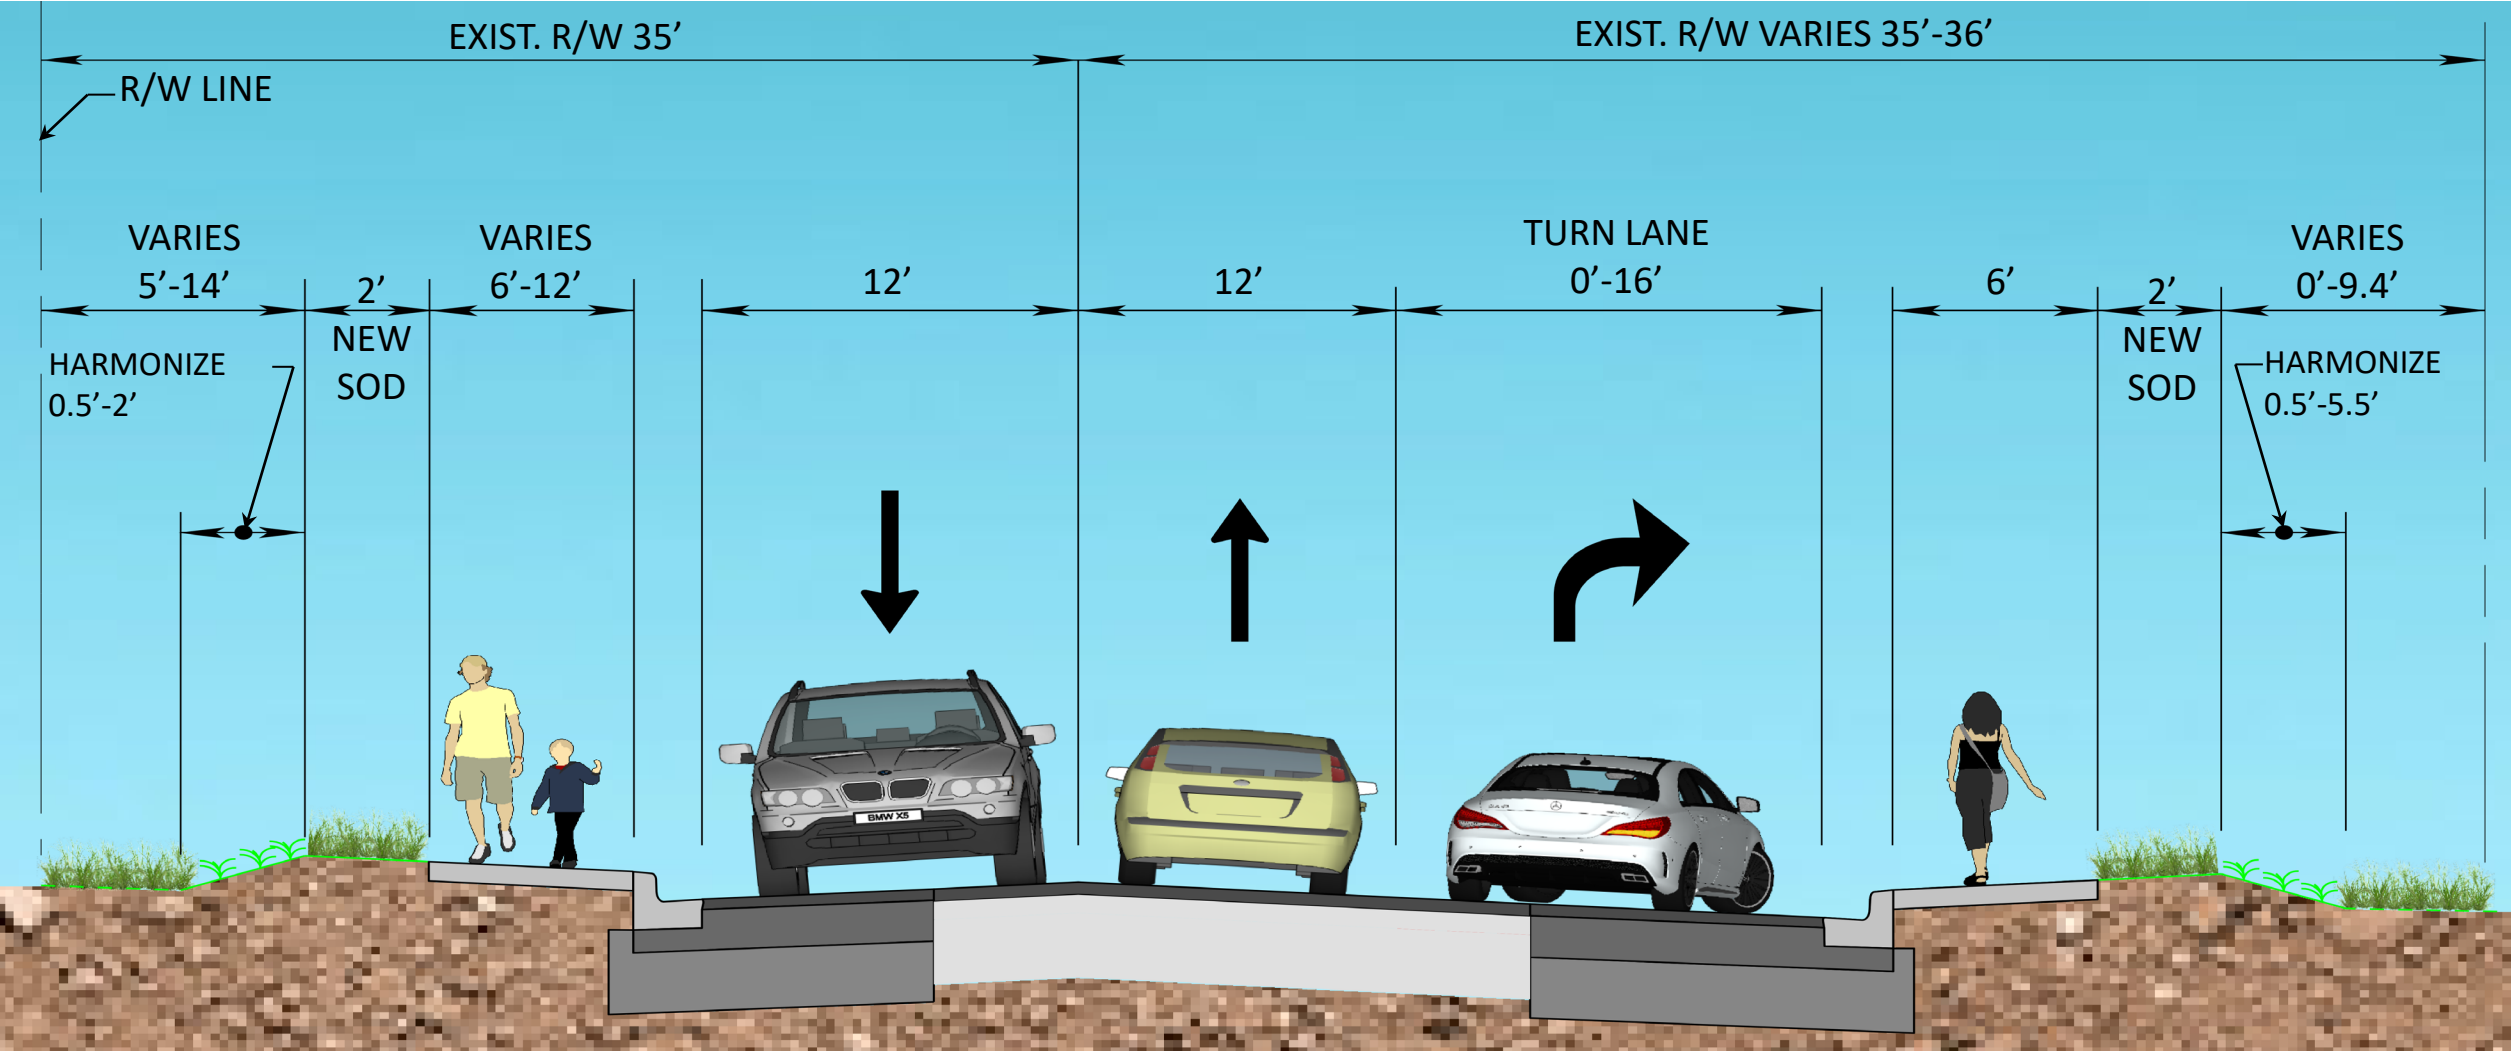 EXIST. R/W 35’
EXIST. R/W VARIES 35’-36’
R/W LINE
VARIES
5’-14’
2’
NEW
SOD
VARIES
6’-12’
12’
12’
TURN LANE
0’-16’
6’
2’
NEW
SOD
VARIES
0’-9.4’
HARMONIZE
0.5’-2’
HARMONIZE
0.5’-5.5’
BMW X5